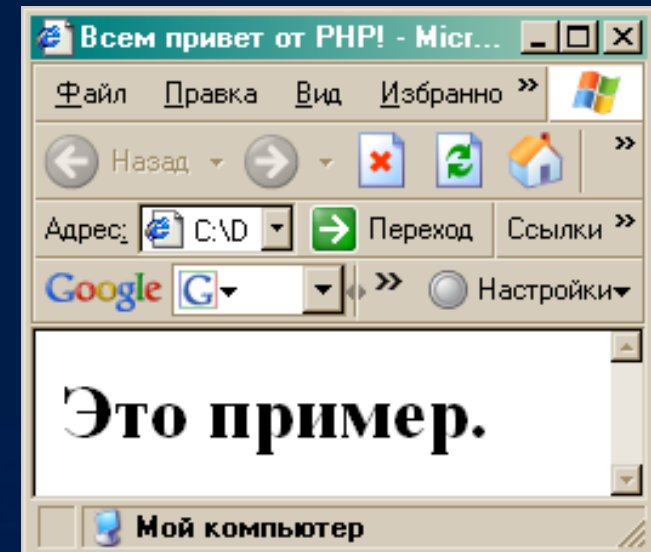 Всем привет от PHP! - Micr...
Файл Правка Вид Избранно »
Назад »
Адрес: C:\D Переход Ссылки »
Google G » Настройки
Это пример.
Мой компьютер